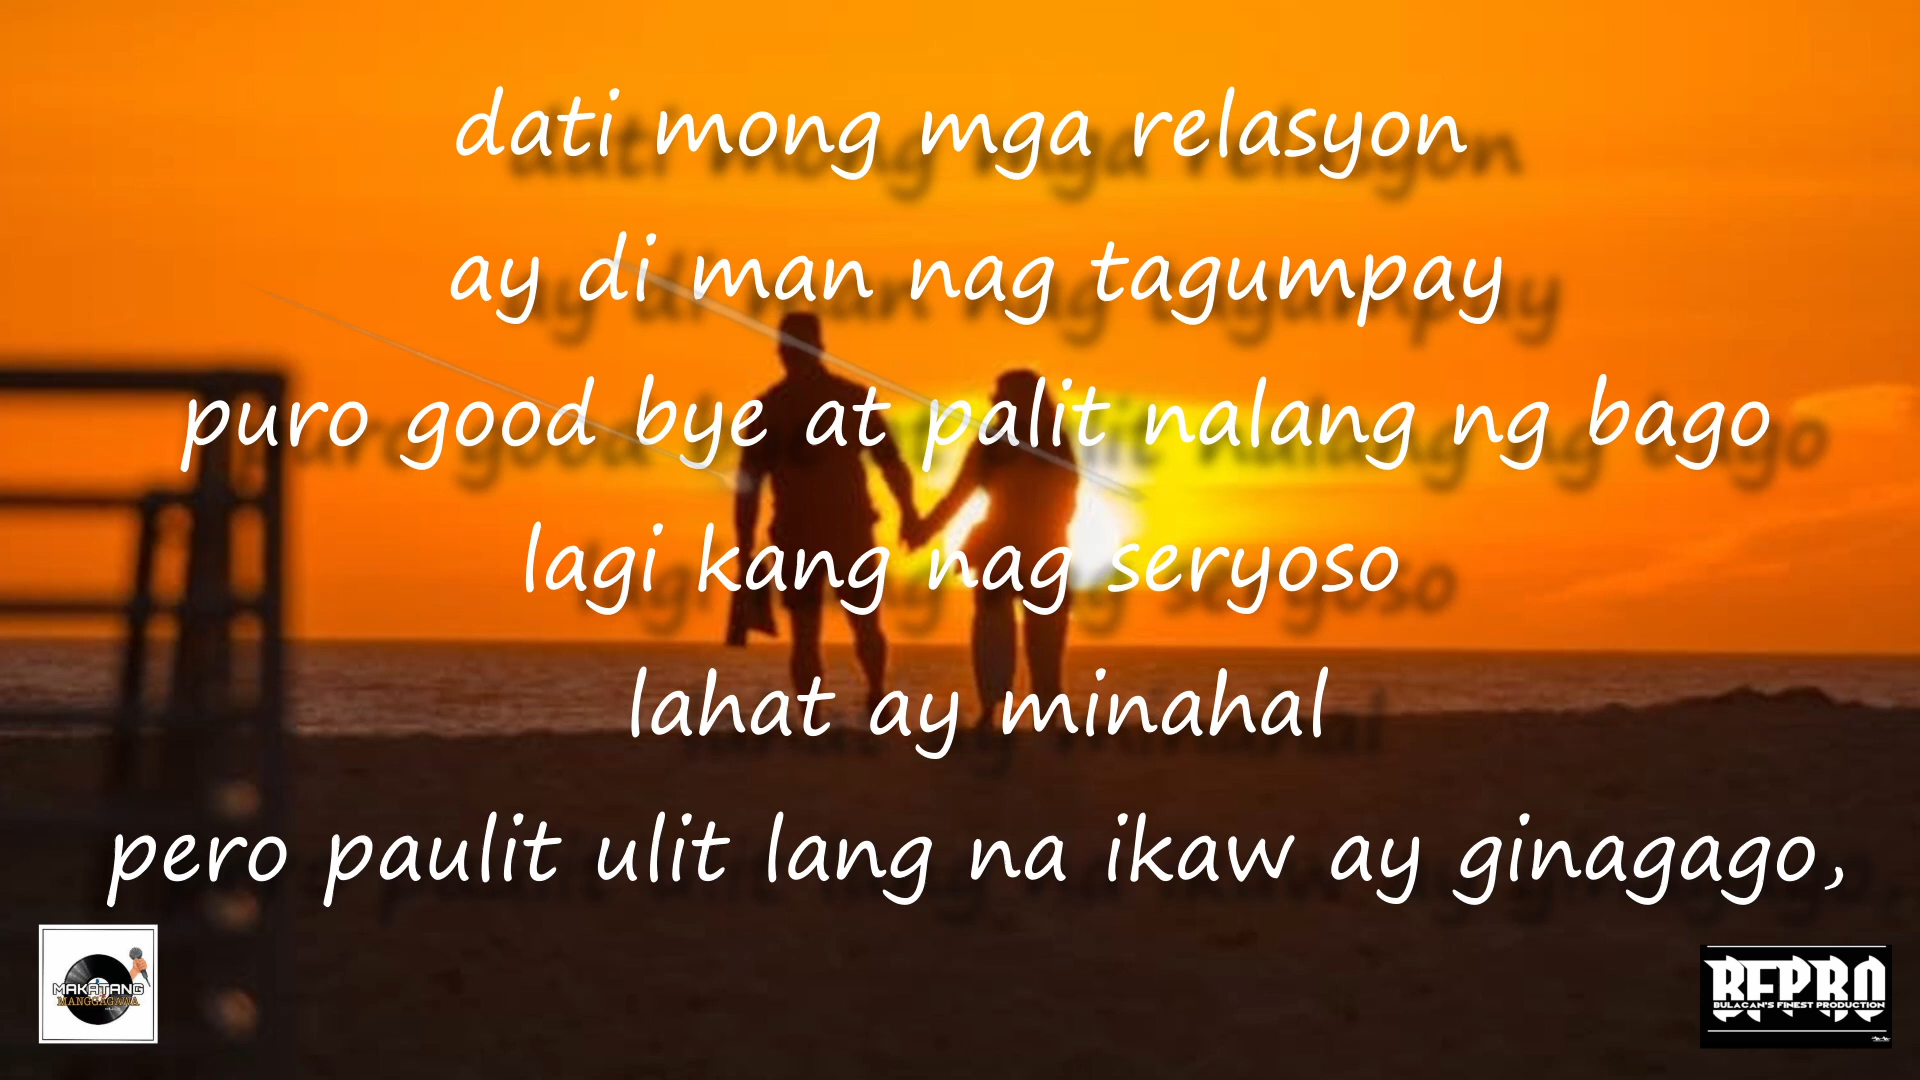 dati mong mga relasyon
ay di man nag tagumpay
puro good bye at palit nalang ng bago
lagi kang nag seryoso
lahat ay minahal
pero paulit ulit lang na ikaw ay ginagago,
MAKATANG
MANGGAGAWA
BFPRO
BULACAN'S FINEST PRODUCTION